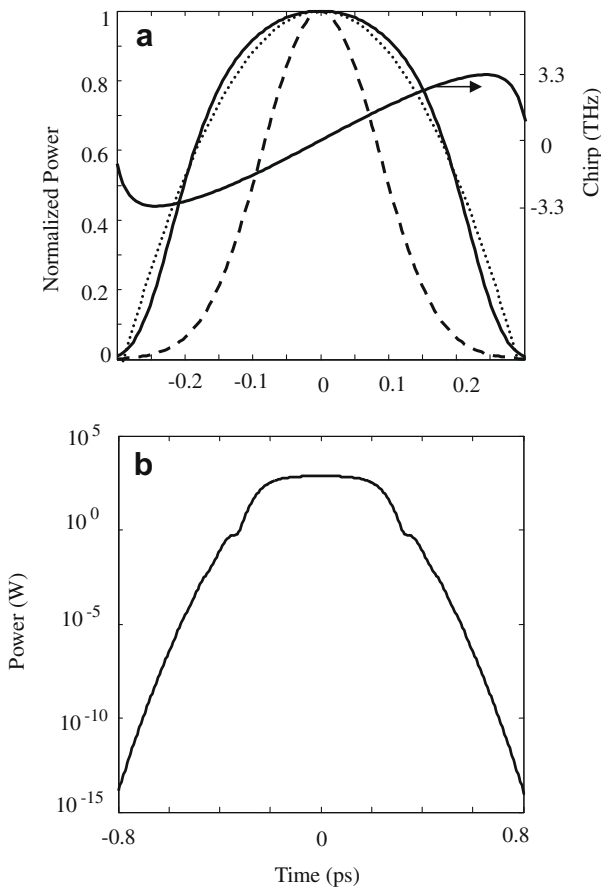 a
1
0.8
0.6
0.4
0.2
0
Normalized Power
3.3
0
-3.3
Chirp (THz)
-0.2 -0.1 0 0.1 0.2
b
10^5
10^0
10^-5
10^-10
10^-15
Power (W)
-0.8 0 0.8
Time (ps)